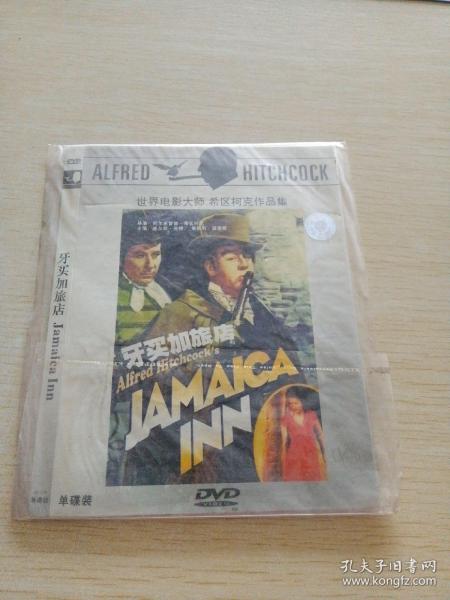 ALFRED HITCHCOCK
世界电影大师 希区柯克作品集
牙买加旅店
Alfred Hitchcock's
JAMAICA
INN
DVD
VIDEO
牙买加旅店 Jamaica Inn
单碟装
孔夫子旧书网
www.kongfz.com